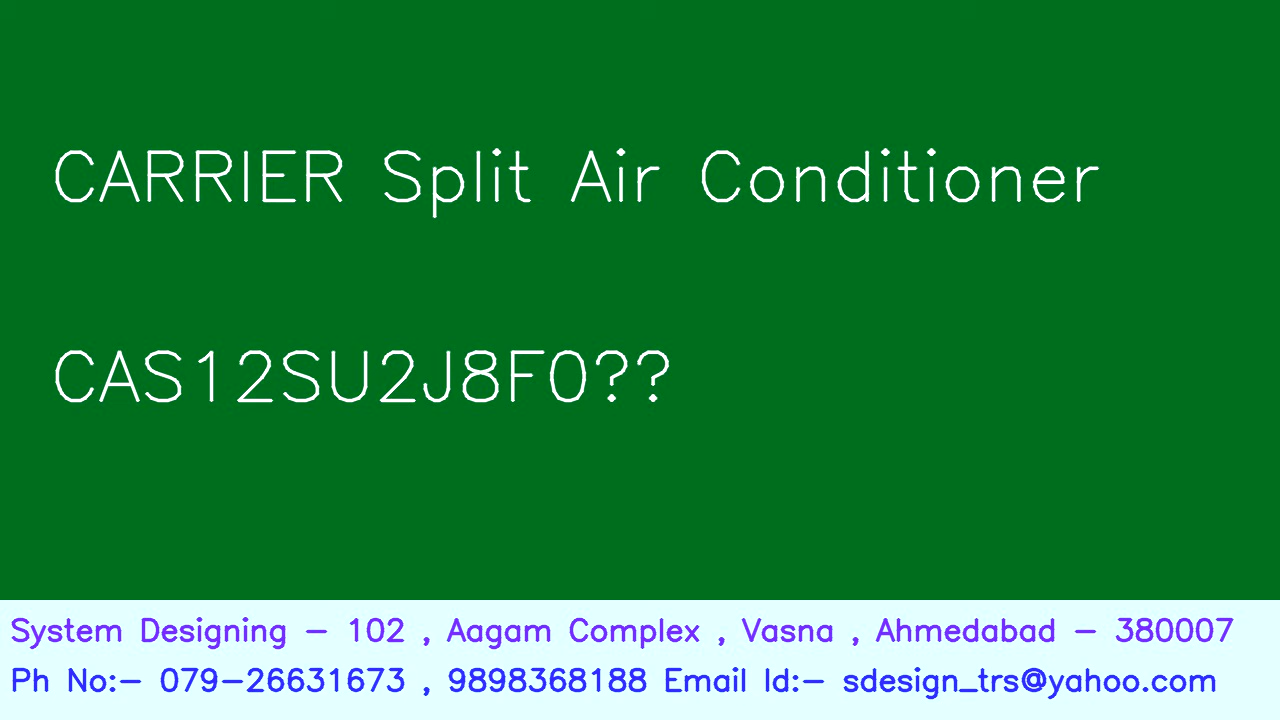 CARRIER Split Air Conditioner
CAS12SU2J8F0??
System Designing - 102 , Aagam Complex , Vasna , Ahmedabad - 380007
Ph No:- 079-26631673 , 9898368188 Email Id:- sdesign_trs@yahoo.com